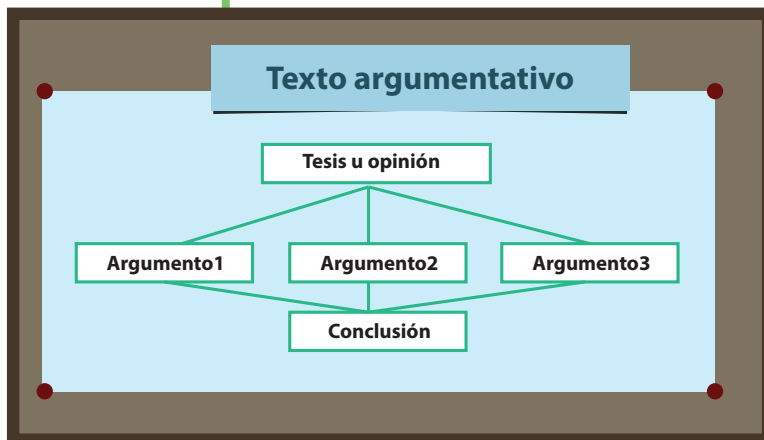 Texto argumentativo
Tesis u opinión
Argumento1 Argumento2 Argumento3
Conclusión